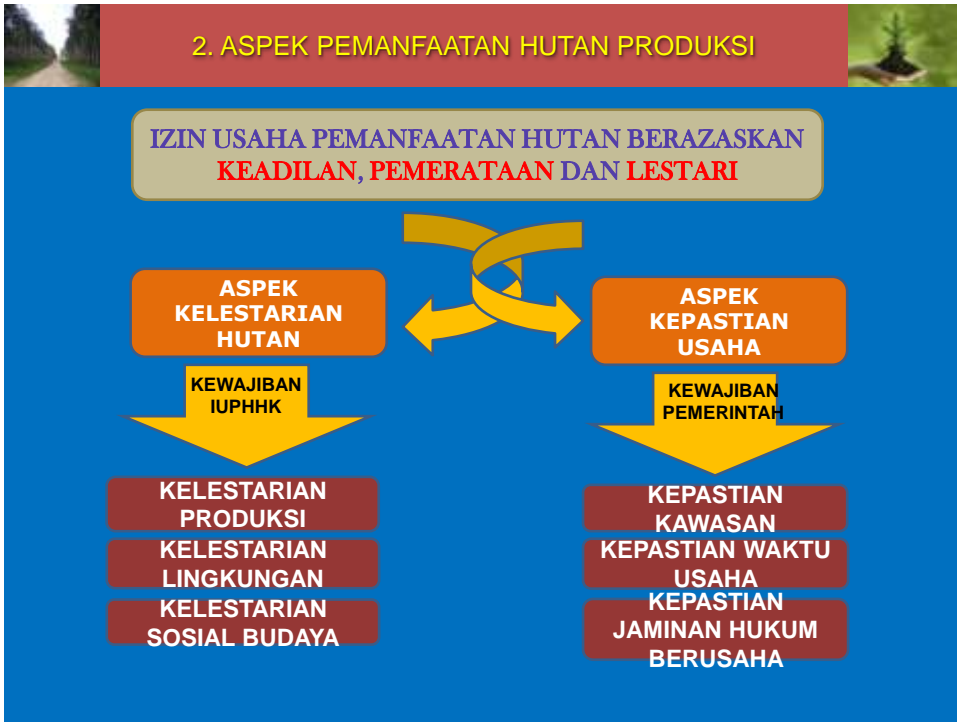 2. ASPEK PEMANFAATAN HUTAN PRODUKSI
IZIN USAHA PEMANFAATAN HUTAN BERAZASKAN
KEADILAN, PEMERATAAN DAN LESTARI
ASPEK
KELESTARIAN
HUTAN
KEWAJIBAN
IUPHHK
KELESTARIAN
PRODUKSI
KELESTARIAN
LINGKUNGAN
KELESTARIAN
SOSIAL BUDAYA
ASPEK
KEPASTIAN
USAHA
KEWAJIBAN
PEMERINTAH
KEPASTIAN
KAWASAN
KEPASTIAN WAKTU
USAHA
KEPASTIAN
JAMINAN HUKUM
BERUSAHA